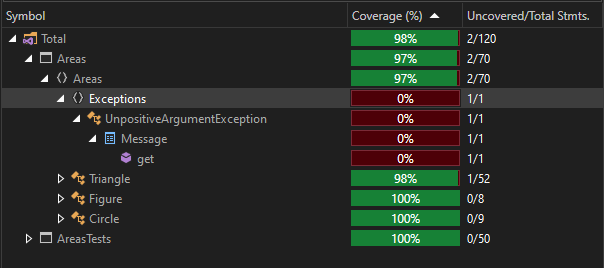 Symbol Coverage (%) Uncovered/Total Stmts.
Total 98% 2/120
Areas 97% 2/70
Areas 97% 2/70
Exceptions 0% 1/1
UnpositiveArgumentException 0% 1/1
Message 0% 1/1
get 0% 1/1
Triangle 98% 1/52
Figure 100% 0/8
Circle 100% 0/9
AreasTests 100% 0/50